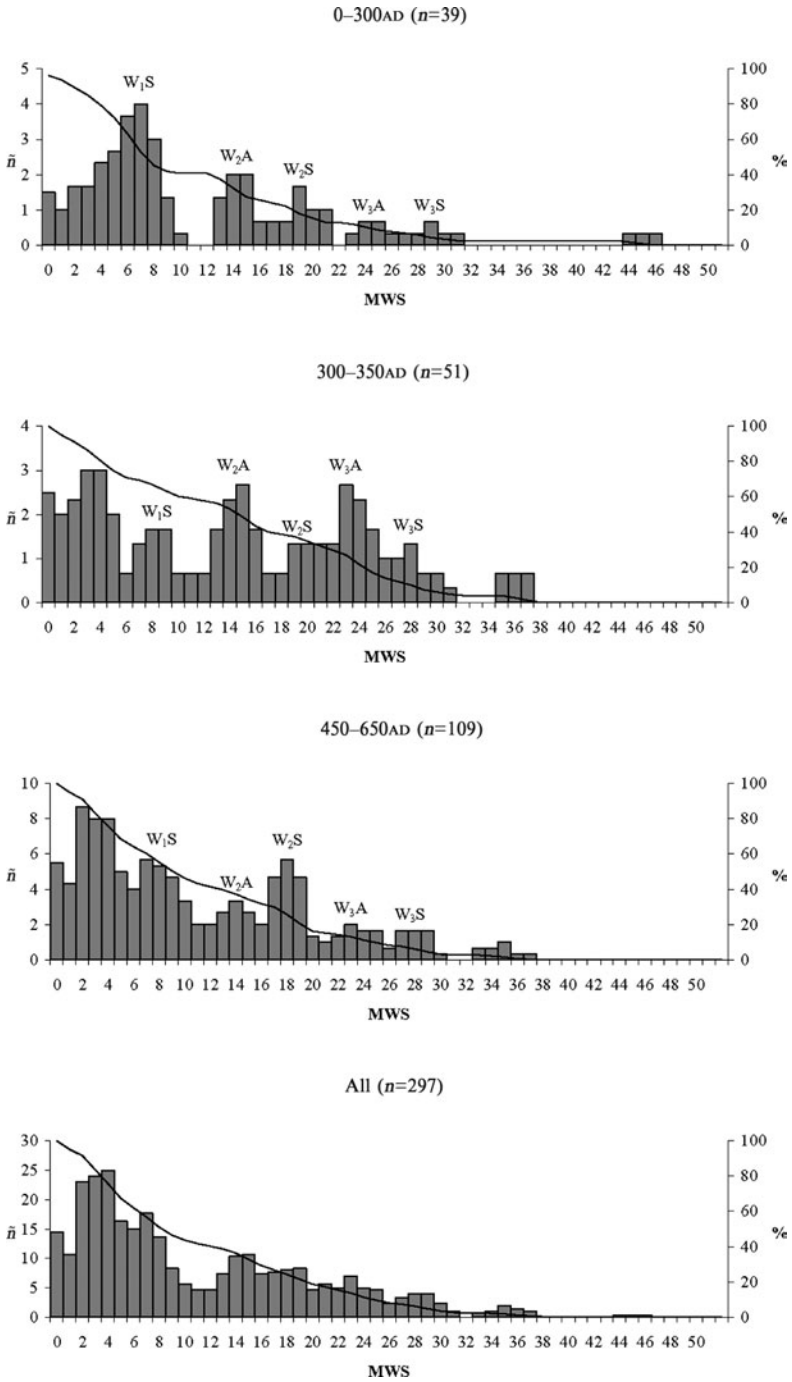 0–300AD (n=39)
5 100
W₁S
4 80
3 60
ñ W₂A %
2 W₂S 40
W₃A W₃S
1 20
0 0
0 2 4 6 8 10 12 14 16 18 20 22 24 26 28 30 32 34 36 38 40 42 44 46 48 50
MWS
300–350AD (n=51)
4 100
W₂A W₃A
3 80
60
ñ 2 W₁S %
W₂S W₃S 40
1 20
0 0
0 2 4 6 8 10 12 14 16 18 20 22 24 26 28 30 32 34 36 38 40 42 44 46 48 50
MWS
450–650AD (n=109)
10 100
8 80
W₁S W₂S
6 60
ñ %
4 W₂A 40
W₃A W₃S
2 20
0 0
0 2 4 6 8 10 12 14 16 18 20 22 24 26 28 30 32 34 36 38 40 42 44 46 48 50
MWS
All (n=297)
30 100
25 80
20 60
ñ 15 %
10 40
5 20
0 0
0 2 4 6 8 10 12 14 16 18 20 22 24 26 28 30 32 34 36 38 40 42 44 46 48 50
MWS